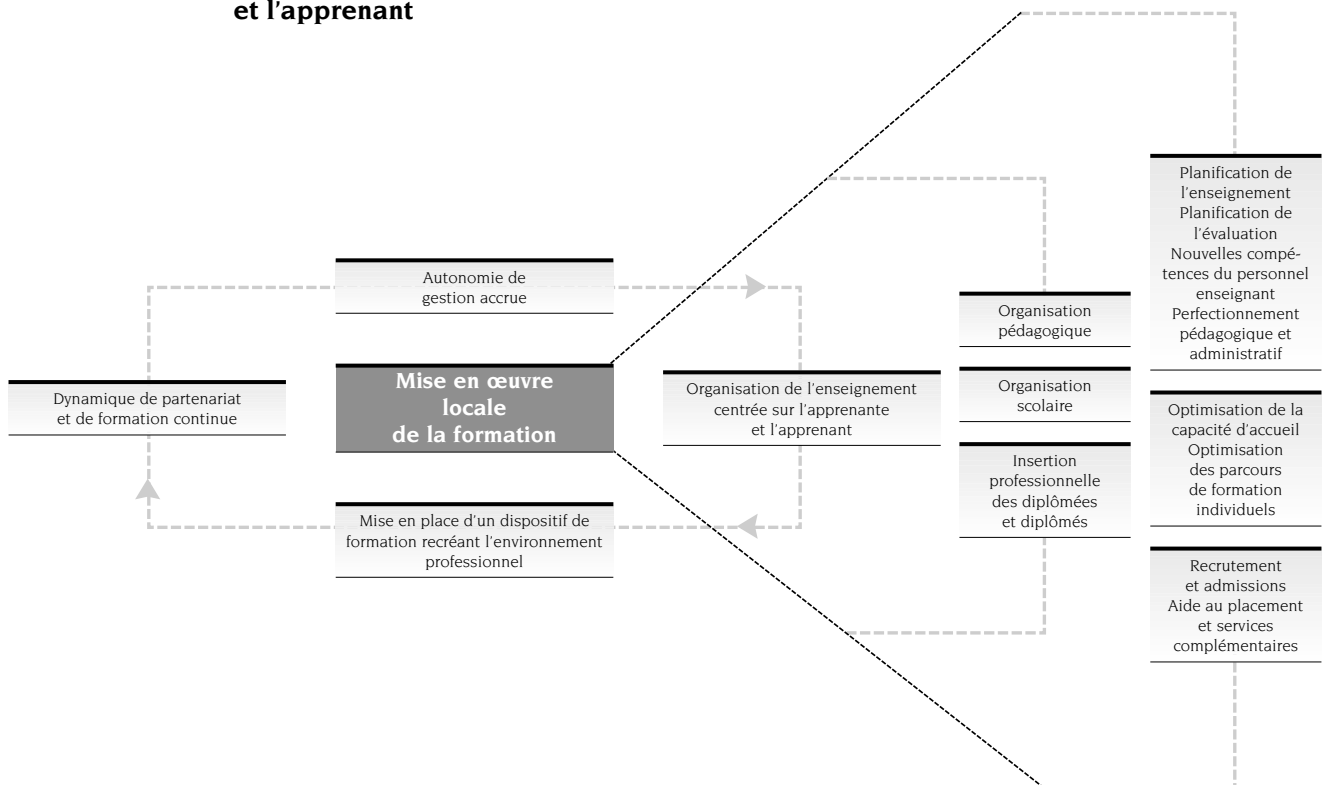 et l'apprenant
Autonomie de
gestion accrue
Dynamique de partenariat
et de formation continue
Mise en œuvre
locale
de la formation
Organisation de l'enseignement
centrée sur l'apprenante
et l'apprenant
Mise en place d'un dispositif de
formation recréant l'environnement
professionnel
Organisation
pédagogique
Organisation
scolaire
Insertion
professionnelle
des diplômées
et diplômés
Planification de
l'enseignement
Planification de
l'évaluation
Nouvelles compé-
tences du personnel
enseignant
Perfectionnement
pédagogique et
administratif
Optimisation de la
capacité d'accueil
Optimisation
des parcours
de formation
individuels
Recrutement
et admissions
Aide au placement
et services
complémentaires